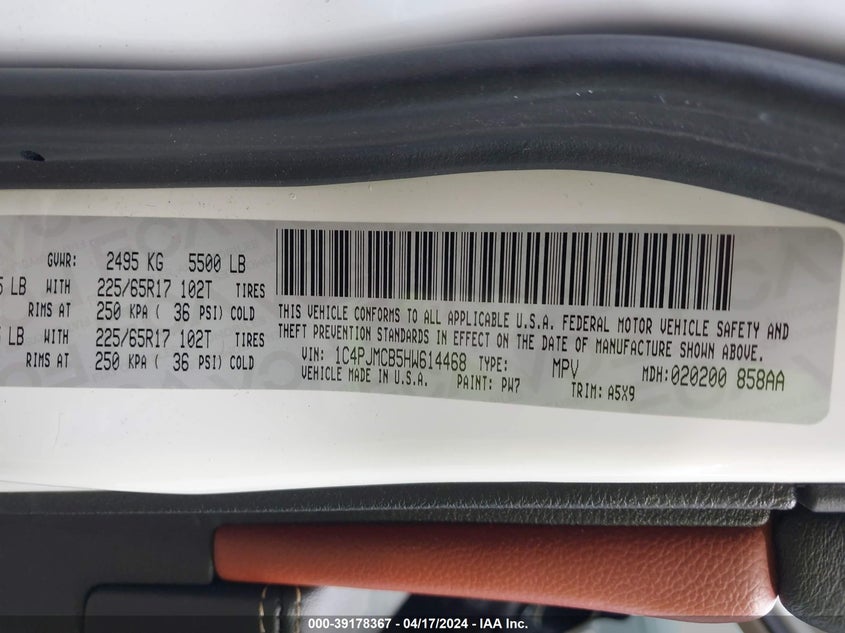 GVWR: 2495 KG 5500 LB
LB WITH 225/65R17 102T TIRES
RIMS AT 250 KPA ( 36 PSI) COLD
LB WITH 225/65R17 102T TIRES
RIMS AT 250 KPA ( 36 PSI) COLD
THIS VEHICLE CONFORMS TO ALL APPLICABLE U.S.A. FEDERAL MOTOR VEHICLE SAFETY AND
THEFT PREVENTION STANDARDS IN EFFECT ON THE DATE OF MANUFACTURE SHOWN ABOVE.
VIN: 1C4PJMCB5HW614468 TYPE: MPV MDH:020200 858AA
VEHICLE MADE IN U.S.A. PAINT: PW7 TRIM: A5X9
000-39178367 - 04/17/2024 - IAA Inc.